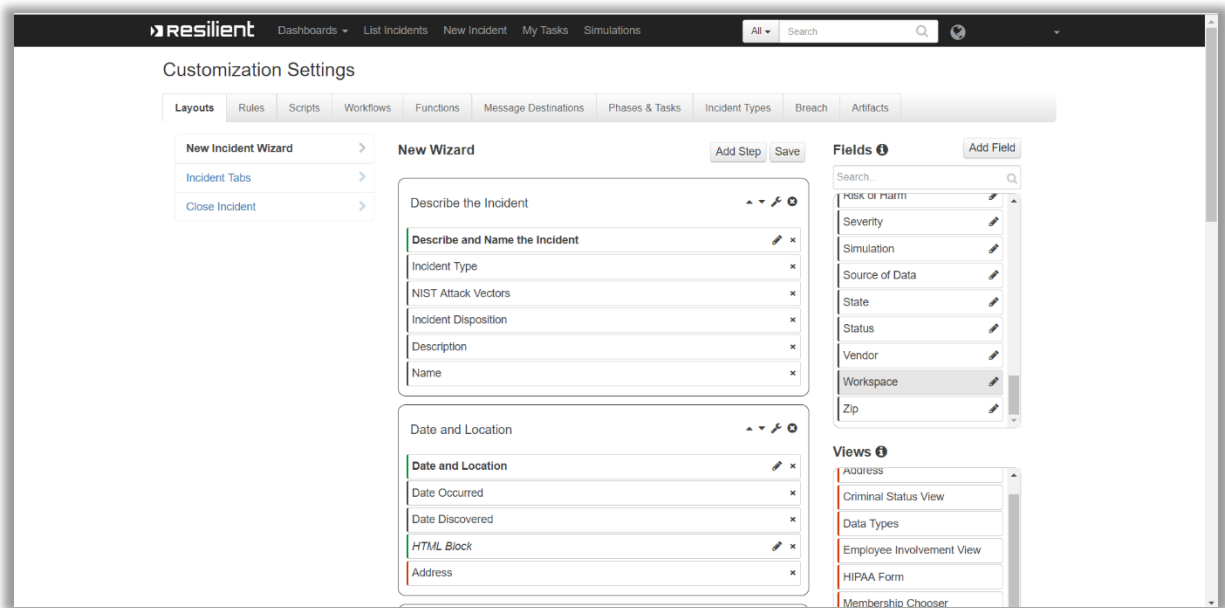 Resilient Dashboards List Incidents New Incident My Tasks Simulations All Search
Customization Settings
Layouts Rules Scripts Workflows Functions Message Destinations Phases & Tasks Incident Types Breach Artifacts
New Incident Wizard
Incident Tabs
Close Incident
New Wizard Add Step Save
Describe the Incident
Describe and Name the Incident
Incident Type
NIST Attack Vectors
Incident Disposition
Description
Name
Date and Location
Date and Location
Date Occurred
Date Discovered
HTML Block
Address
Fields Add Field
Search...
Risk of Harm
Severity
Simulation
Source of Data
State
Status
Vendor
Workspace
Zip
Views
Address
Criminal Status View
Data Types
Employee Involvement View
HIPAA Form
Membership Chooser